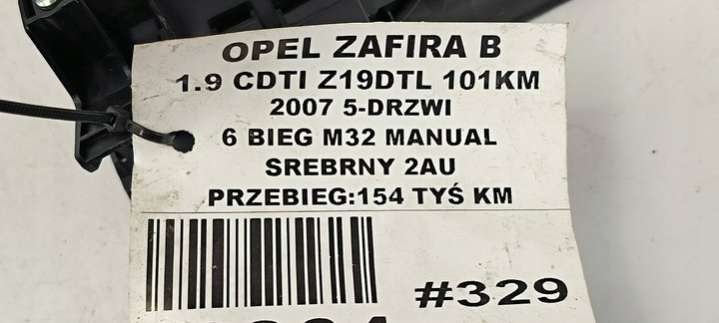 OPEL ZAFIRA B
1.9 CDTI Z19DTL 101KM
2007 5-DRZWI
6 BIEG M32 MANUAL
SREBRNY 2AU
PRZEBIEG:154 TYŚ KM
#329